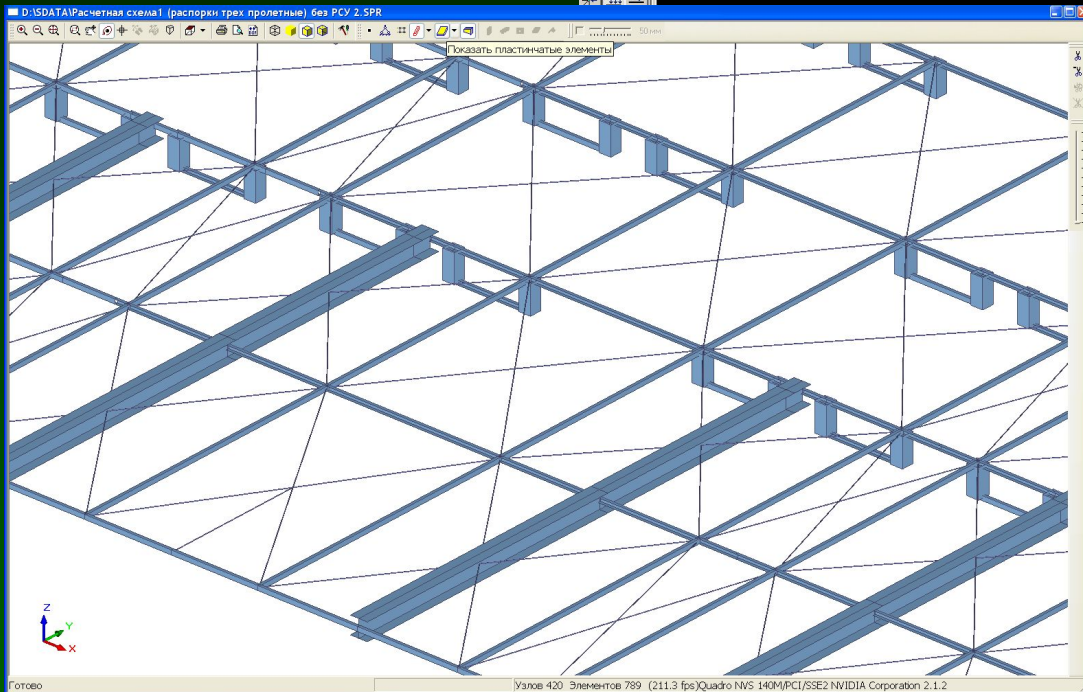 D:\SDATA\Расчетная схема1 (распорки трех пролетные) без РСУ 2.SPR
50 мм
Показать пластинчатые элементы
Z
Y
X
Готово
Узлов 420 Элементов 789 (211.3 fps)Quadro NVS 140M/PCI/SSE2 NVIDIA Corporation 2.1.2